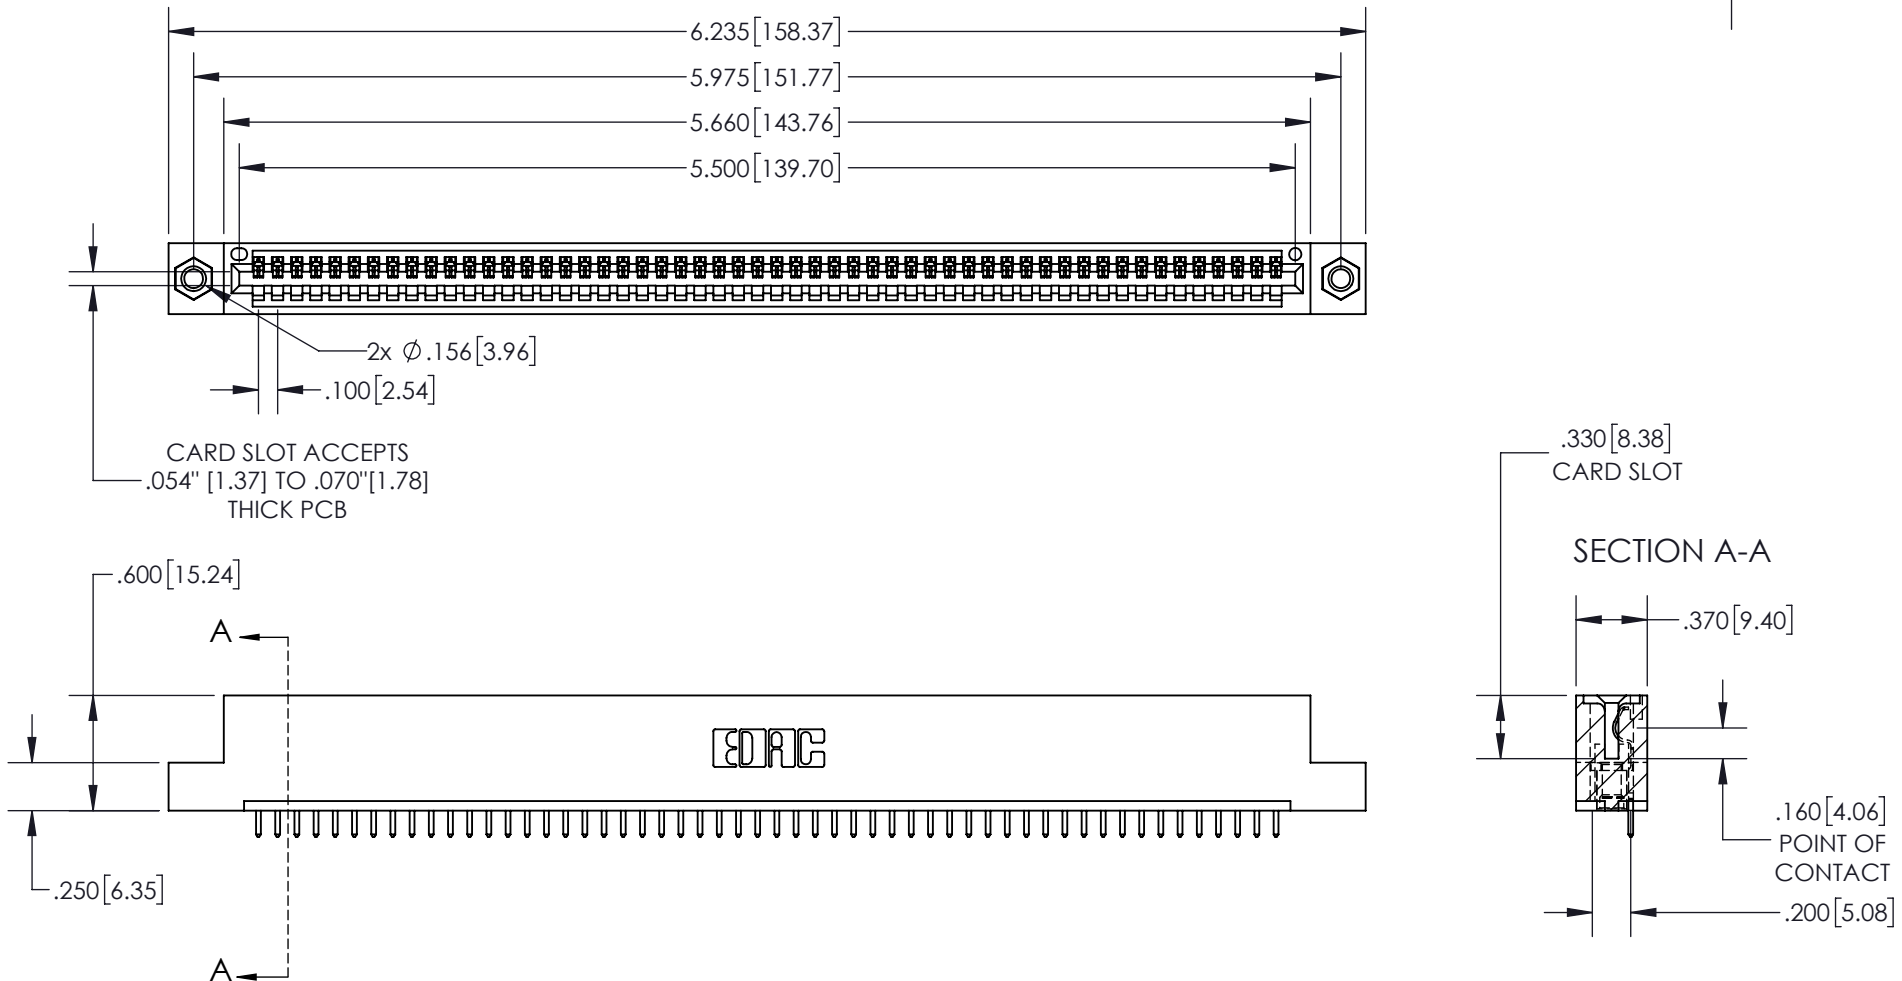 6.235[158.37]
5.975[151.77]
5.660[143.76]
5.500[139.70]
2x Ø.156[3.96]
.100[2.54]
CARD SLOT ACCEPTS
.054" [1.37] TO .070"[1.78]
THICK PCB
.330[8.38]
CARD SLOT
SECTION A-A
.600[15.24]
.370[9.40]
A
EDAC
.160[4.06]
POINT OF
CONTACT
.250[6.35]
.200[5.08]
A